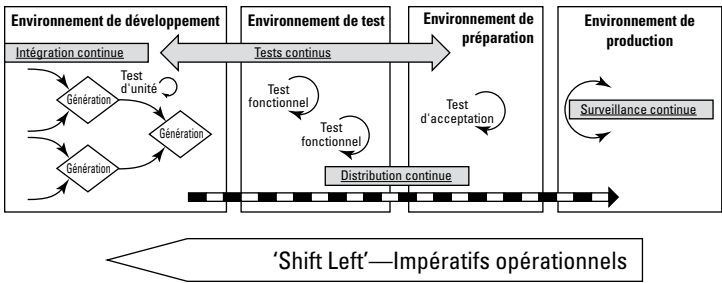 Environnement de développement
Environnement de test
Environnement de
préparation
Environnement de
production
Intégration continue
Tests continus
Test
d'unité
Génération
Génération
Génération
Test
fonctionnel
Test
fonctionnel
Test
d'acceptation
Surveillance continue
Distribution continue
'Shift Left'—Impératifs opérationnels